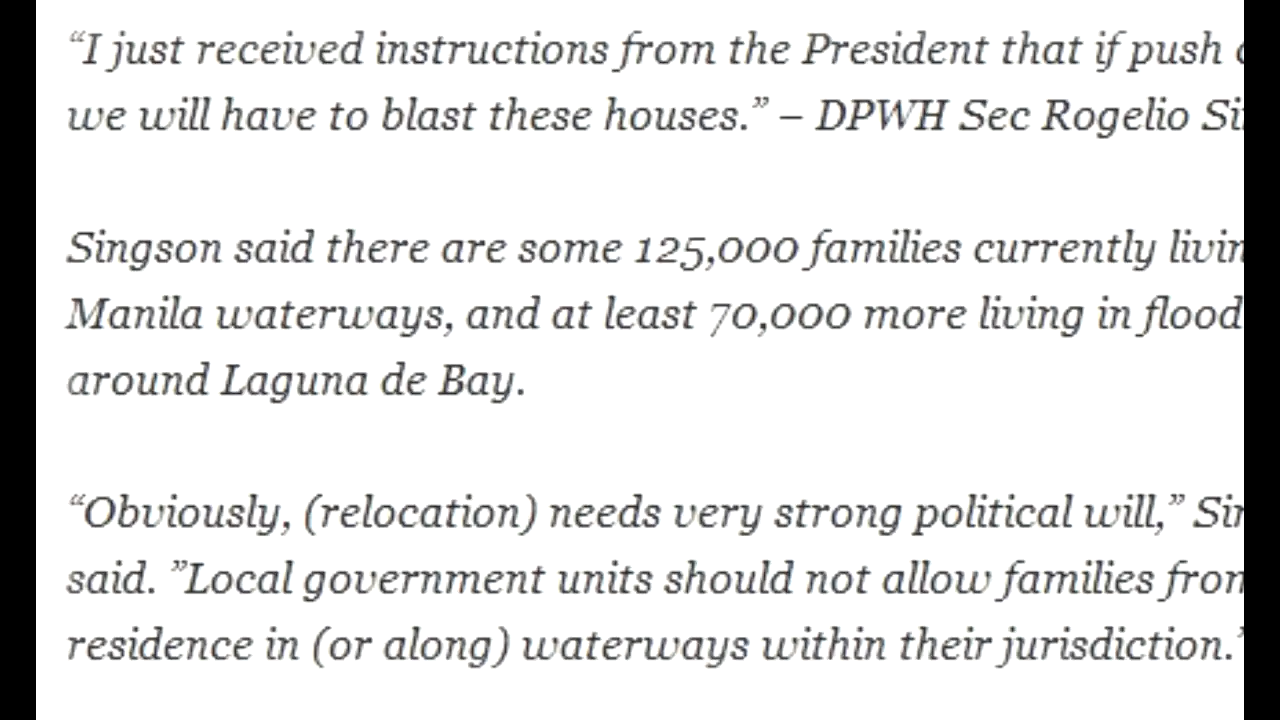 “I just received instructions from the President that if push
we will have to blast these houses.” – DPWH Sec Rogelio
Singson said there are some 125,000 families currently
Manila waterways, and at least 70,000 more living in flood
around Laguna de Bay.
“Obviously, (relocation) needs very strong political will,”
said. ”Local government units should not allow families
residence in (or along) waterways within their jurisdiction.”